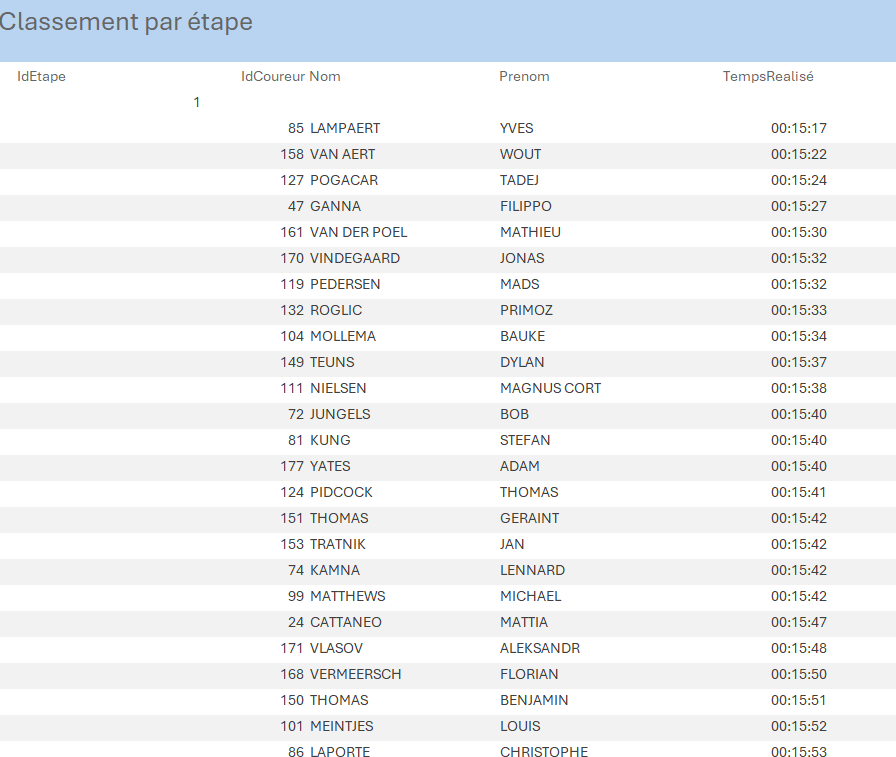 Classement par étape
IdEtape IdCoureur Nom Prenom TempsRealisé
1
85 LAMPAERT YVES 00:15:17
158 VAN AERT WOUT 00:15:22
127 POGACAR TADEJ 00:15:24
47 GANNA FILIPPO 00:15:27
161 VAN DER POEL MATHIEU 00:15:30
170 VINDEGAARD JONAS 00:15:32
119 PEDERSEN MADS 00:15:32
132 ROGLIC PRIMOZ 00:15:33
104 MOLLEMA BAUKE 00:15:34
149 TEUNS DYLAN 00:15:37
111 NIELSEN MAGNUS CORT 00:15:38
72 JUNGELS BOB 00:15:40
81 KUNG STEFAN 00:15:40
177 YATES ADAM 00:15:40
124 PIDCOCK THOMAS 00:15:41
151 THOMAS GERAINT 00:15:42
153 TRATNIK JAN 00:15:42
74 KAMNA LENNARD 00:15:42
99 MATTHEWS MICHAEL 00:15:42
24 CATTANEO MATTIA 00:15:47
171 VLASOV ALEKSANDR 00:15:48
168 VERMEERSCH FLORIAN 00:15:50
150 THOMAS BENJAMIN 00:15:51
101 MEINTJES LOUIS 00:15:52
86 LAPORTE CHRISTOPHE 00:15:53